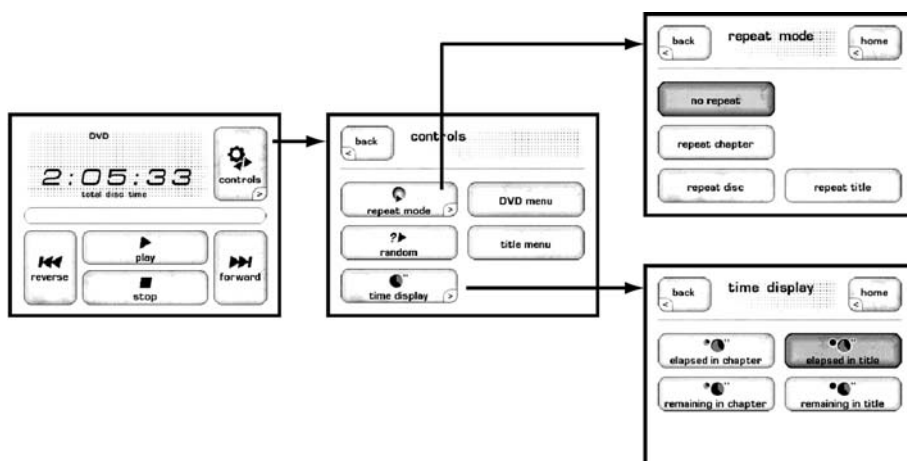 DVD
2:05:33
total disc time
controls
>
reverse
play
stop
forward
back
<
controls
repeat mode
>
DVD menu
?
random
title menu
time display
>
back
<
repeat mode
home
<
no repeat
repeat chapter
repeat disc
repeat title
back
<
time display
home
<
elapsed in chapter
elapsed in title
remaining in chapter
remaining in title